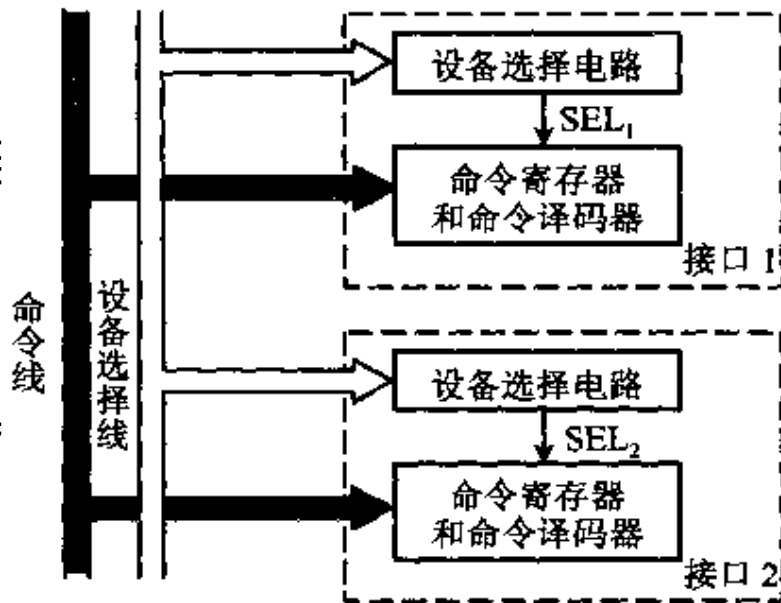 设备选择电路
SEL₁
命令寄存器
和命令译码器
接口 1
命令线
设备选择线
设备选择电路
SEL₂
命令寄存器
和命令译码器
接口 2